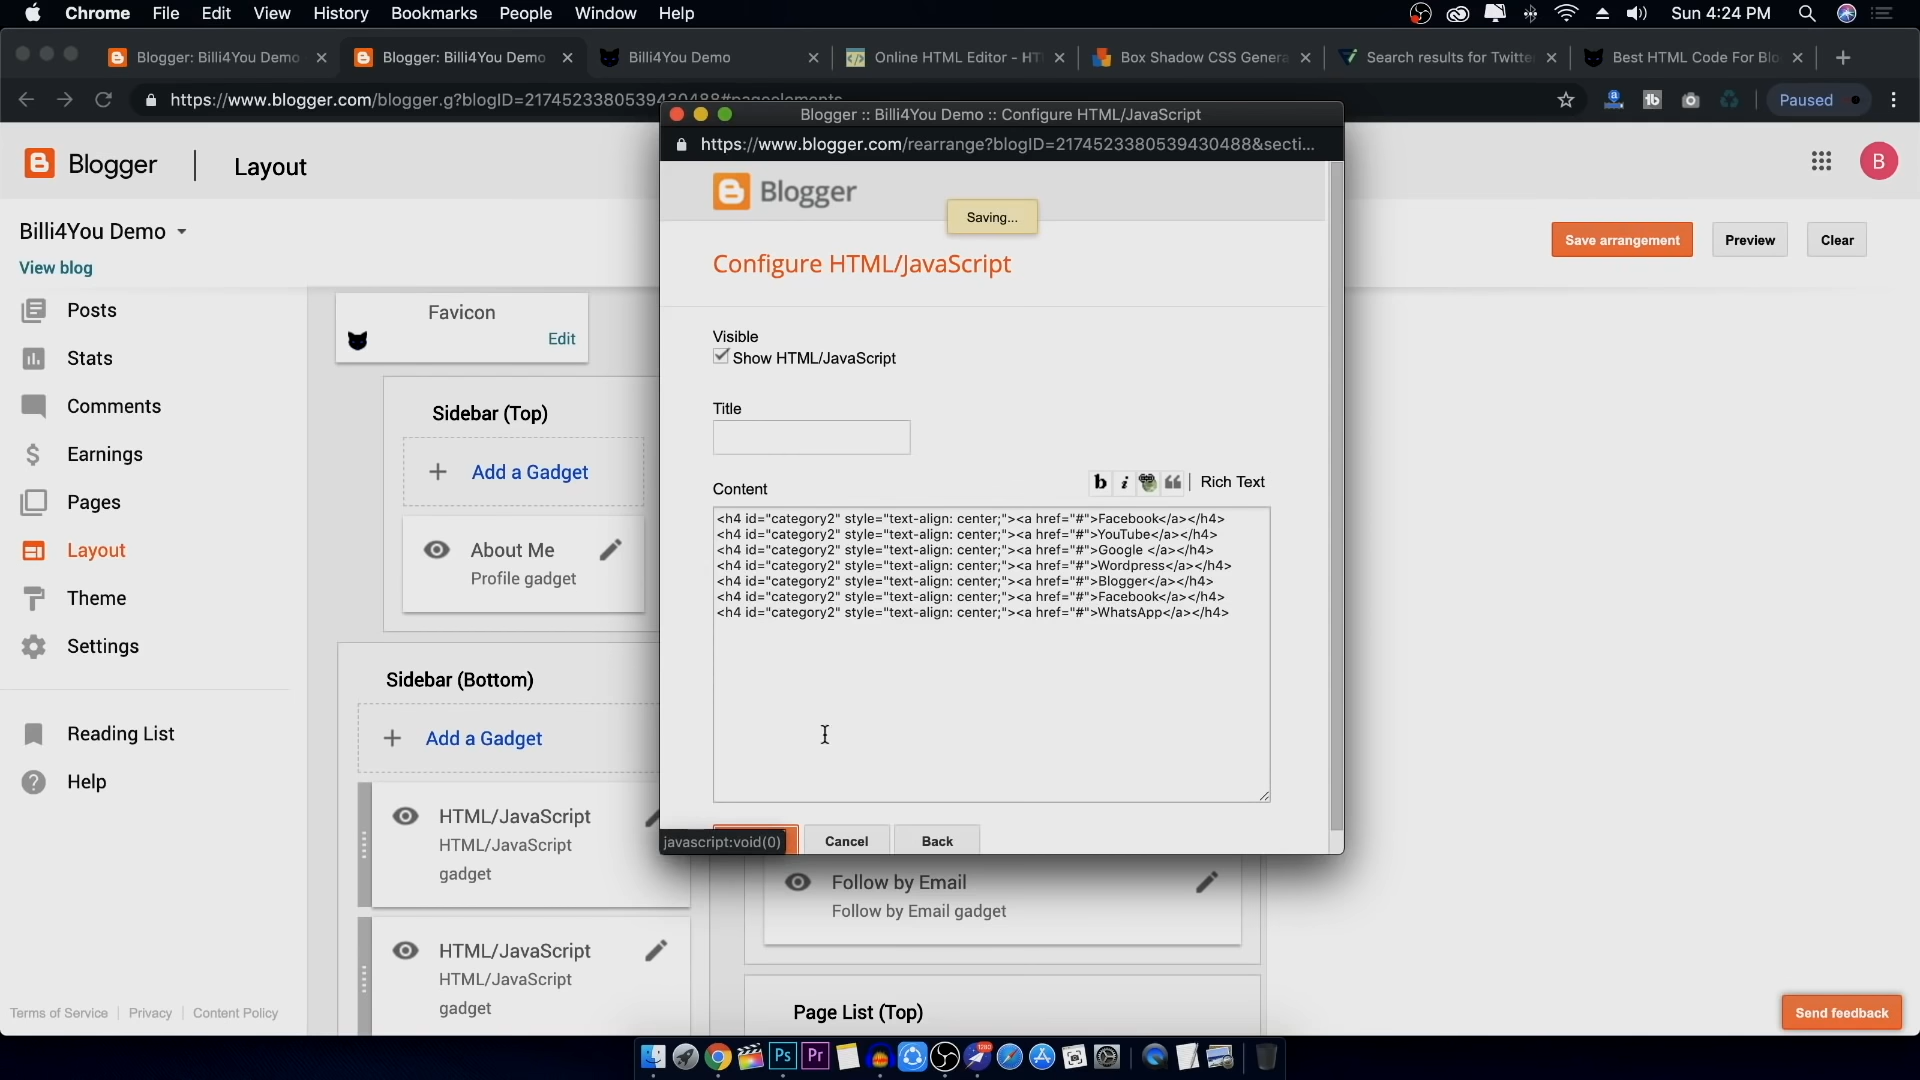 Chrome File Edit View History Bookmarks People Window Help
Sun 4:24 PM
Blogger: Billi4You Demo
Blogger: Billi4You Demo
Billi4You Demo
Online HTML Editor - HT
Box Shadow CSS Genera
Search results for Twitte
Best HTML Code For Blo
https://www.blogger.com/blogger.g?blogID=2174523380539430488#pageelements
Paused
Blogger
Layout
B
Billi4You Demo
View blog
Save arrangement
Preview
Clear
Posts
Stats
Comments
Earnings
Pages
Layout
Theme
Settings
Reading List
Help
Terms of Service
Privacy
Content Policy
Favicon
Edit
Sidebar (Top)
Add a Gadget
About Me
Profile gadget
Sidebar (Bottom)
Add a Gadget
HTML/JavaScript
HTML/JavaScript
gadget
HTML/JavaScript
HTML/JavaScript
gadget
Blogger :: Billi4You Demo :: Configure HTML/JavaScript
https://www.blogger.com/rearrange?blogID=2174523380539430488&secti...
Blogger
Saving...
Configure HTML/JavaScript
Visible
Show HTML/JavaScript
Title
Content
b i Rich Text
<h4 id="category2" style="text-align: center;"><a href="#">Facebook</a></h4>
<h4 id="category2" style="text-align: center;"><a href="#">YouTube</a></h4>
<h4 id="category2" style="text-align: center;"><a href="#">Google </a></h4>
<h4 id="category2" style="text-align: center;"><a href="#">Wordpress</a></h4>
<h4 id="category2" style="text-align: center;"><a href="#">Blogger</a></h4>
<h4 id="category2" style="text-align: center;"><a href="#">Facebook</a></h4>
<h4 id="category2" style="text-align: center;"><a href="#">WhatsApp</a></h4>
javascript:void(0)
Cancel
Back
Follow by Email
Follow by Email gadget
Page List (Top)
Send feedback
Ps
Pr